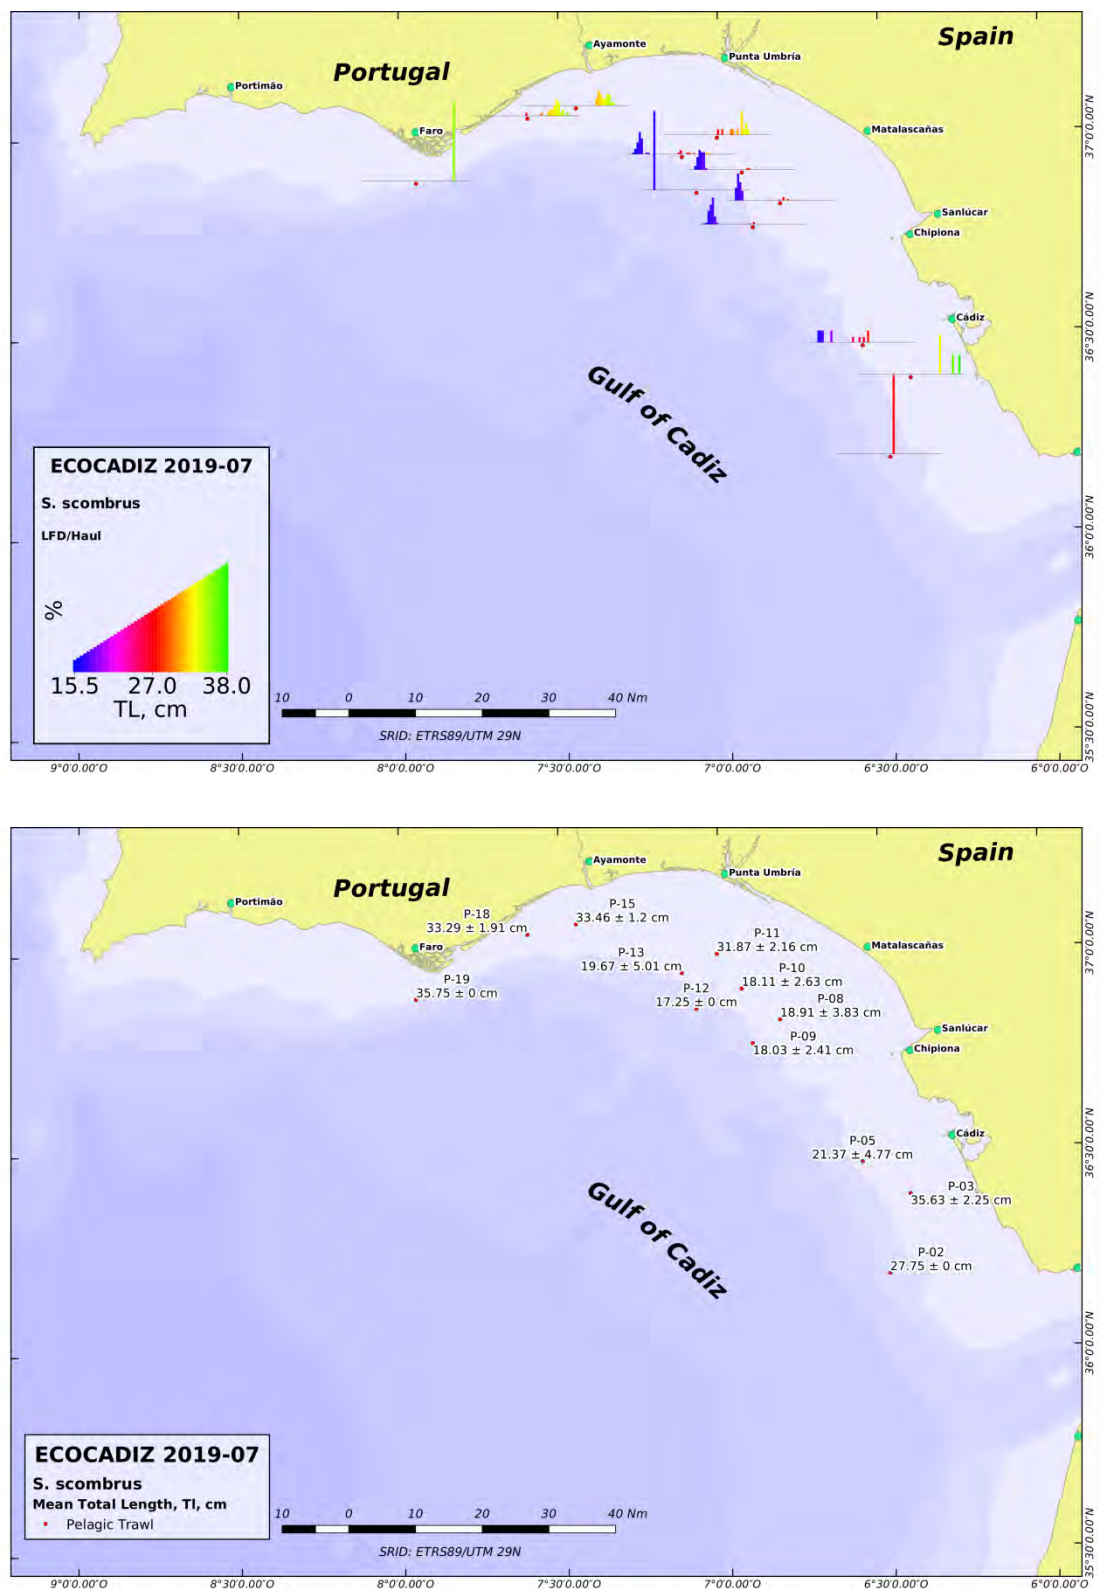 Spain
Portugal
Ayamonte
Punta Umbría
Portimão
Faro
Matalascañas
Sanlúcar
Chipiona
Cádiz
Gulf of Cadiz
37°0'0.00"N
36°30'0.00"N
36°0'0.00"N
35°30'0.00"N
ECOCADIZ 2019-07
S. scombrus
LFD/Haul
%
15.5 27.0 38.0
TL, cm
10 0 10 20 30 40 Nm
SRID: ETRS89/UTM 29N
9°0'0.00"O 8°30'0.00"O 8°0'0.00"O 7°30'0.00"O 7°0'0.00"O 6°30'0.00"O 6°0'0.00"O
Spain
Portugal
Ayamonte
Punta Umbría
Portimão
Faro
Matalascañas
Sanlúcar
Chipiona
Cádiz
P-18
33.29 ± 1.91 cm
P-15
33.46 ± 1.2 cm
P-11
31.87 ± 2.16 cm
P-13
19.67 ± 5.01 cm
P-10
18.11 ± 2.63 cm
P-19
35.75 ± 0 cm
P-12
17.25 ± 0 cm
P-08
18.91 ± 3.83 cm
P-09
18.03 ± 2.41 cm
P-05
21.37 ± 4.77 cm
P-03
35.63 ± 2.25 cm
P-02
27.75 ± 0 cm
Gulf of Cadiz
37°0'0.00"N
36°30'0.00"N
36°0'0.00"N
35°30'0.00"N
ECOCADIZ 2019-07
S. scombrus
Mean Total Length, Tl, cm
Pelagic Trawl
10 0 10 20 30 40 Nm
SRID: ETRS89/UTM 29N
9°0'0.00"O 8°30'0.00"O 8°0'0.00"O 7°30'0.00"O 7°0'0.00"O 6°30'0.00"O 6°0'0.00"O